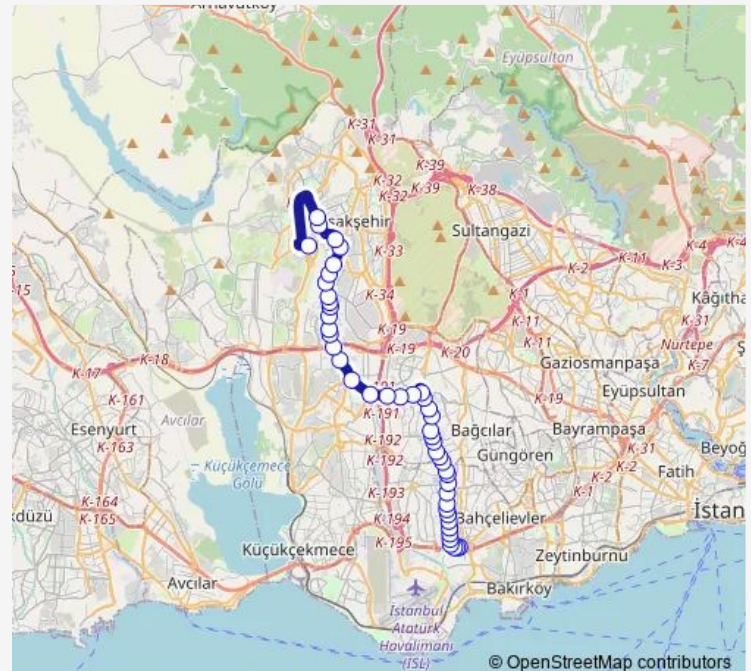 Arnavutköy
Eyüpsultan
K-31
K-31
K-39
K-32
K-39
K-38
K-32
şakşehir
Sultangazi
K-4
K-2
K-11
K-3
K-33
15
K-34
K-1
Kâğıtha
K-31
K-11
Nurtepe
K-19
K-11
K-7
K-18
K-19
K-20
K-17
Gaziosmanpaşa
K-161
191
Eyüpsultan
Avcılar
K-19
K-191
Esenyurt
Bağcılar
Bayrampaşa
K-163
K-192
K-31
Beyoğ
Küçükçekmece
Gölü
K-192
Güngören
K-2
K-2
Fatih
K-164
K-193
K-1
kdüzü
K-165
K-194
Bahçelievler
İstan
K-195
Küçükçekmece
Zeytinburnu
Avcılar
Bakırköy
İstanbul
Atatürk
Havalimanı
(ISL)
© OpenStreetMap contributors